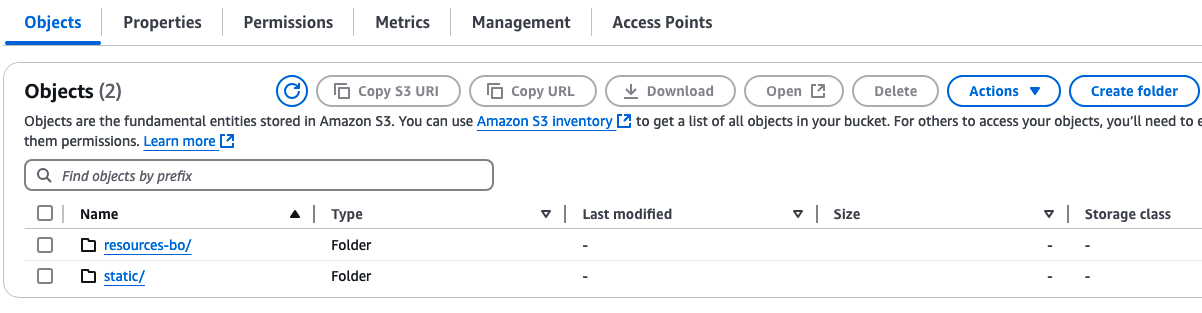 Objects Properties Permissions Metrics Management Access Points
Objects (2) Copy S3 URI Copy URL Download Open Delete Actions Create folder
Objects are the fundamental entities stored in Amazon S3. You can use Amazon S3 inventory to get a list of all objects in your bucket. For others to access your objects, you'll need to
them permissions. Learn more
Find objects by prefix
Name Type Last modified Size Storage class
resources-bo/ Folder - - -
static/ Folder - - -